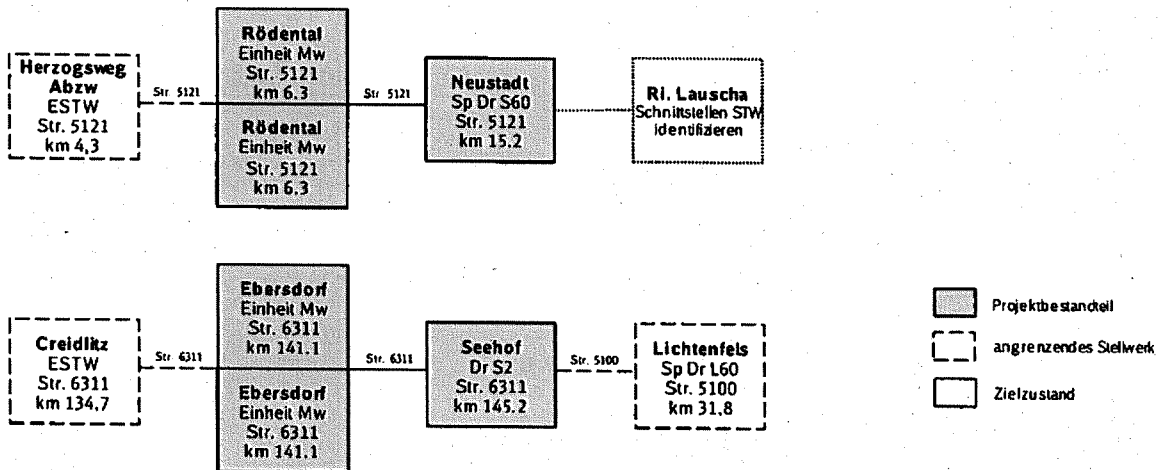 Herzogsweg
Abzw
ESTW
Str. 5121
km 4,3
Str. 5121
Rödental
Einheit Mw
Str. 5121
km 6.3
Rödental
Einheit Mw
Str. 5121
km 6.3
Str. 5121
Neustadt
Sp Dr S60
Str. 5121
km 15.2
Ri. Lauscha
Schnittstellen STW
identifizieren
Creidlitz
ESTW
Str. 6311
km 134,7
Str. 6311
Ebersdorf
Einheit Mw
Str. 6311
km 141.1
Ebersdorf
Einheit Mw
Str. 6311
km 141.1
Str. 6311
Seehof
Dr S2
Str. 6311
km 145.2
Str. 5100
Lichtenfels
Sp Dr L60
Str. 5100
km 31,8
Projektbestandteil
angrenzendes Stellwerk
Zielzustand